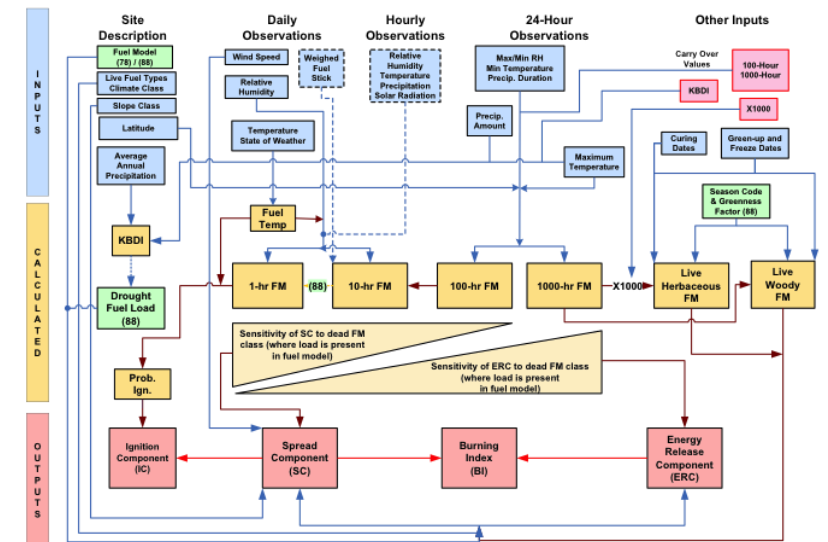 Site
Description
Daily
Observations
Hourly
Observations
24-Hour
Observations
Other Inputs
INPUTS
Fuel Model
(78) / (88)
Live Fuel Types
Climate Class
Slope Class
Latitude
Average
Annual
Precipitation
Wind Speed
Relative
Humidity
Temperature
State of Weather
Weighed
Fuel
Stick
Relative
Humidity
Temperature
Precipitation
Solar Radiation
Max/Min RH
Min Temperature
Precip. Duration
Precip.
Amount
Maximum
Temperature
Carry Over
Values
100-Hour
1000-Hour
KBDI
X1000
Curing
Dates
Green-up and
Freeze Dates
Season Code
& Greenness
Factor (88)
CALCULATED
KBDI
Fuel
Temp
Drought
Fuel Load
(88)
1-hr FM
(88)
10-hr FM
100-hr FM
1000-hr FM
X1000
Live
Herbaceous
FM
Live
Woody
FM
Sensitivity of SC to dead FM
class (where load is present
in fuel model)
Sensitivity of ERC to dead FM class
(where load is present
in fuel model)
Prob.
Ign.
OUTPUTS
Ignition
Component
(IC)
Spread
Component
(SC)
Burning
Index
(BI)
Energy
Release
Component
(ERC)